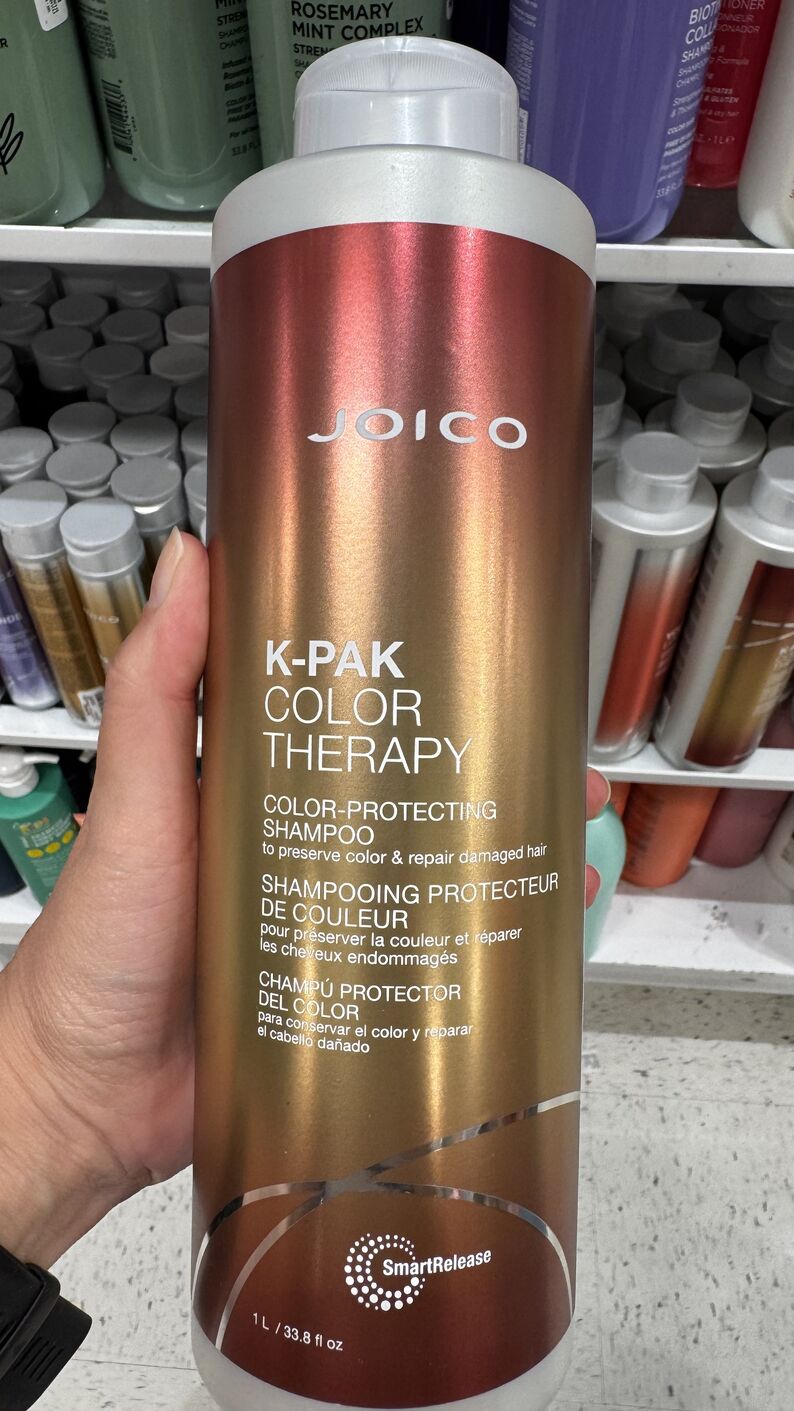 ROSEMARY
MINT COMPLEX
JOICO
K-PAK
COLOR
THERAPY
COLOR-PROTECTING
SHAMPOO
to preserve color & repair damaged hair
SHAMPOOING PROTECTEUR
DE COULEUR
pour préserver la couleur et réparer
les cheveux endommagés
CHAMPÚ PROTECTOR
DEL COLOR
para conservar el color y reparar
el cabello dañado
SmartRelease
1 L / 33.8 fl oz